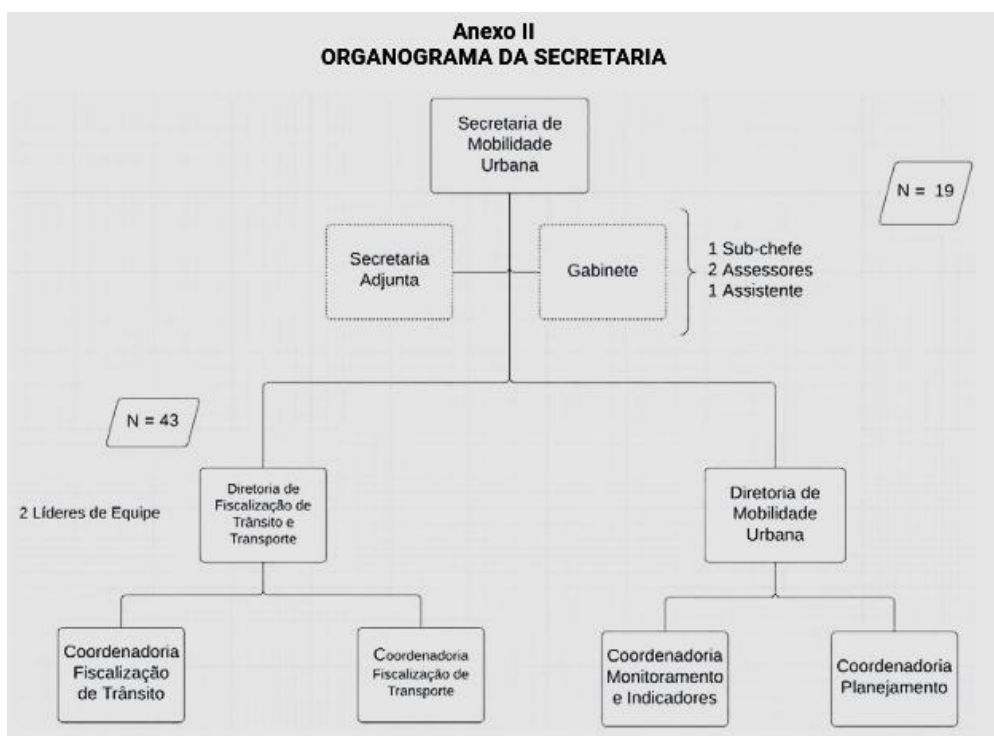 Anexo II
ORGANOGRAMA DA SECRETARIA
Secretaria de
Mobilidade
Urbana
N = 19
Secretaria
Adjunta
Gabinete
1 Sub-chefe
2 Assessores
1 Assistente
N = 43
2 Líderes de Equipe
Diretoria de
Fiscalização de
Trânsito e
Transporte
Diretoria de
Mobilidade
Urbana
Coordenadoria
Fiscalização
de Trânsito
Coordenadoria
Fiscalização de
Transporte
Coordenadoria
Monitoramento
e Indicadores
Coordenadoria
Planejamento